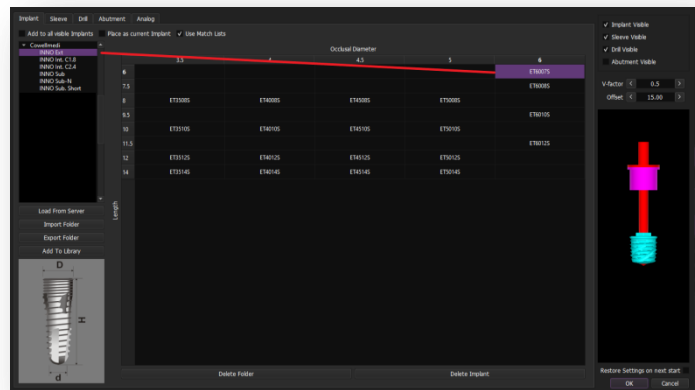 Implant Sleeve Drill Abutment Analog
Add to all visible Implants Place as current Implant Use Match Lists
Cowellmedi
INNO Ext
INNO Int. C1.8
INNO Int. C2.4
INNO Sub
INNO Sub-N
INNO Sub. Short
Load From Server
Import Folder
Export Folder
Add To Library
D
H
d
Occlusal Diameter
3.5 4 4.5 5 6
Length
6 ET6007S
7.5 ET6008S
8 ET3508S ET4008S ET4508S ET5008S
9.5 ET6010S
10 ET3510S ET4010S ET4510S ET5010S
11.5 ET6012S
12 ET3512S ET4012S ET4512S ET5012S
14 ET3514S ET4014S ET4514S ET5014S
Delete Folder Delete Implant
Implant Visible
Sleeve Visible
Drill Visible
Abutment Visible
V-factor < 0.5 >
Offset < 15.00 >
Restore Settings on next start
OK Cancel